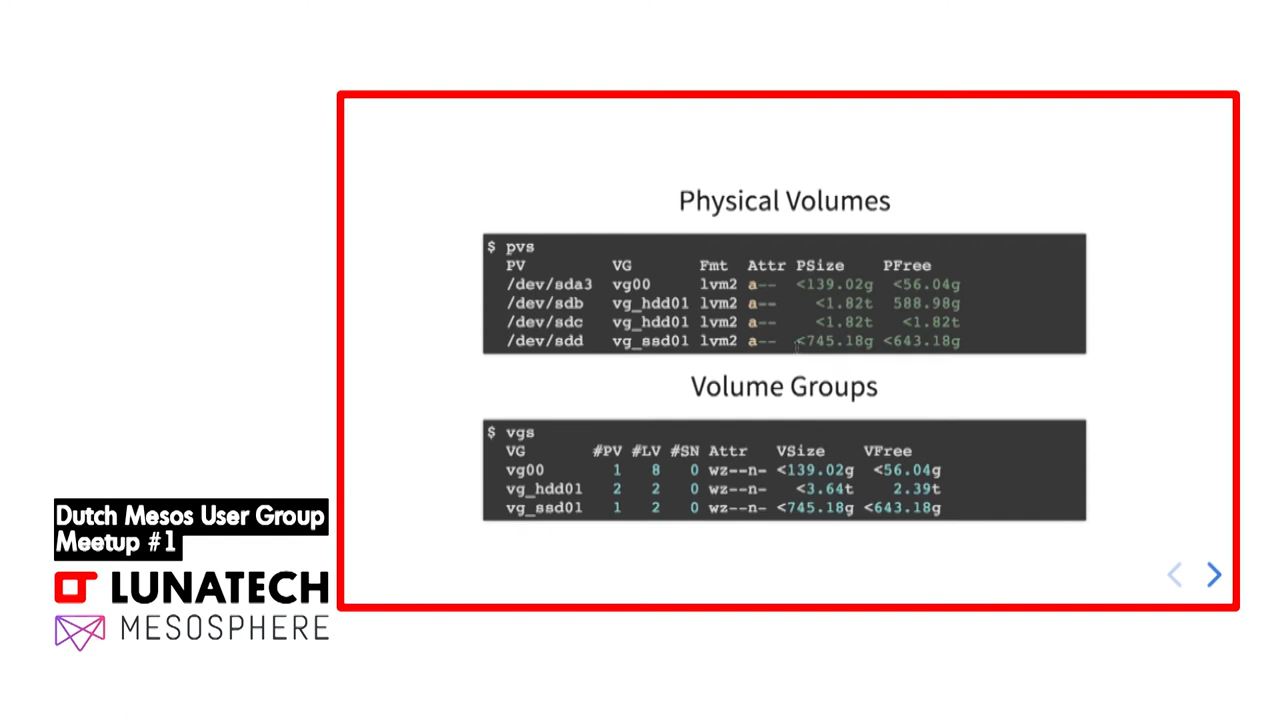 Physical Volumes
$ pvs
PV VG Fmt Attr PSize PFree
/dev/sda3 vg00 lvm2 a-- <139.02g <56.04g
/dev/sdb vg_hdd01 lvm2 a-- <1.82t 588.98g
/dev/sdc vg_hdd01 lvm2 a-- <1.82t <1.82t
/dev/sdd vg_ssd01 lvm2 a-- <745.18g <643.18g
Volume Groups
$ vgs
VG #PV #LV #SN Attr VSize VFree
vg00 1 8 0 wz--n- <139.02g <56.04g
vg_hdd01 2 2 0 wz--n- <3.64t 2.39t
vg_ssd01 1 2 0 wz--n- <745.18g <643.18g
Dutch Mesos User Group
Meetup #1
LUNATECH
MESOSPHERE